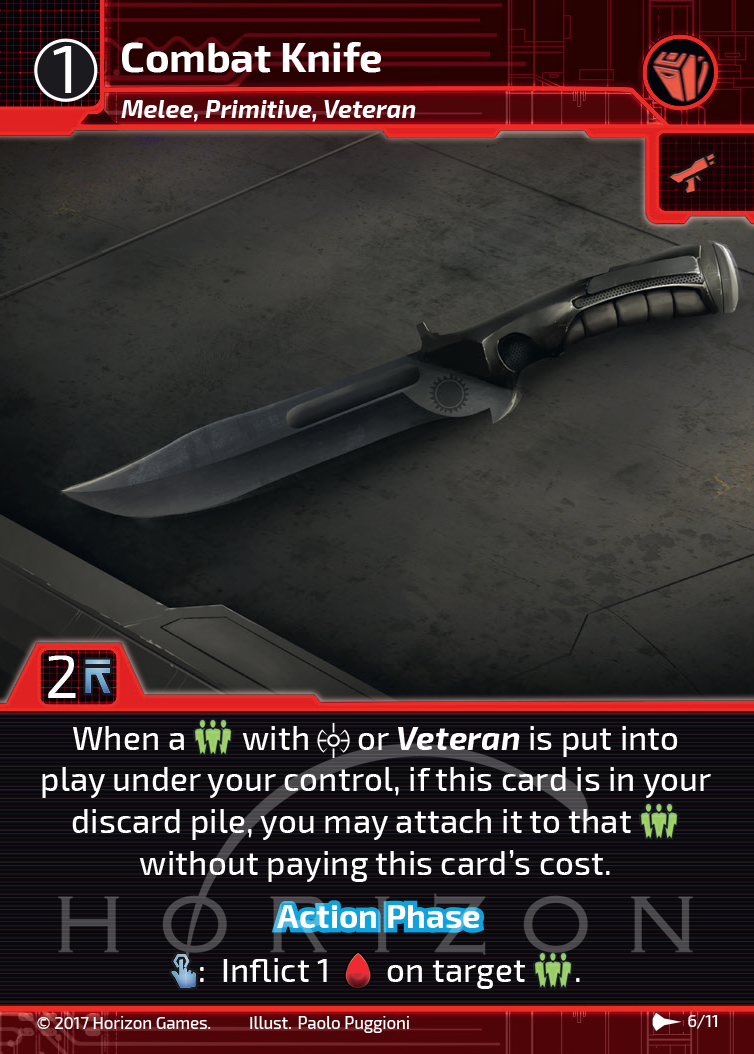 1
Combat Knife
Melee, Primitive, Veteran
2
When a with or Veteran is put into
play under your control, if this card is in your
discard pile, you may attach it to that
without paying this card's cost.
HORIZON
Action Phase
: Inflict 1 on target .
© 2017 Horizon Games. Illust. Paolo Puggioni 6/11